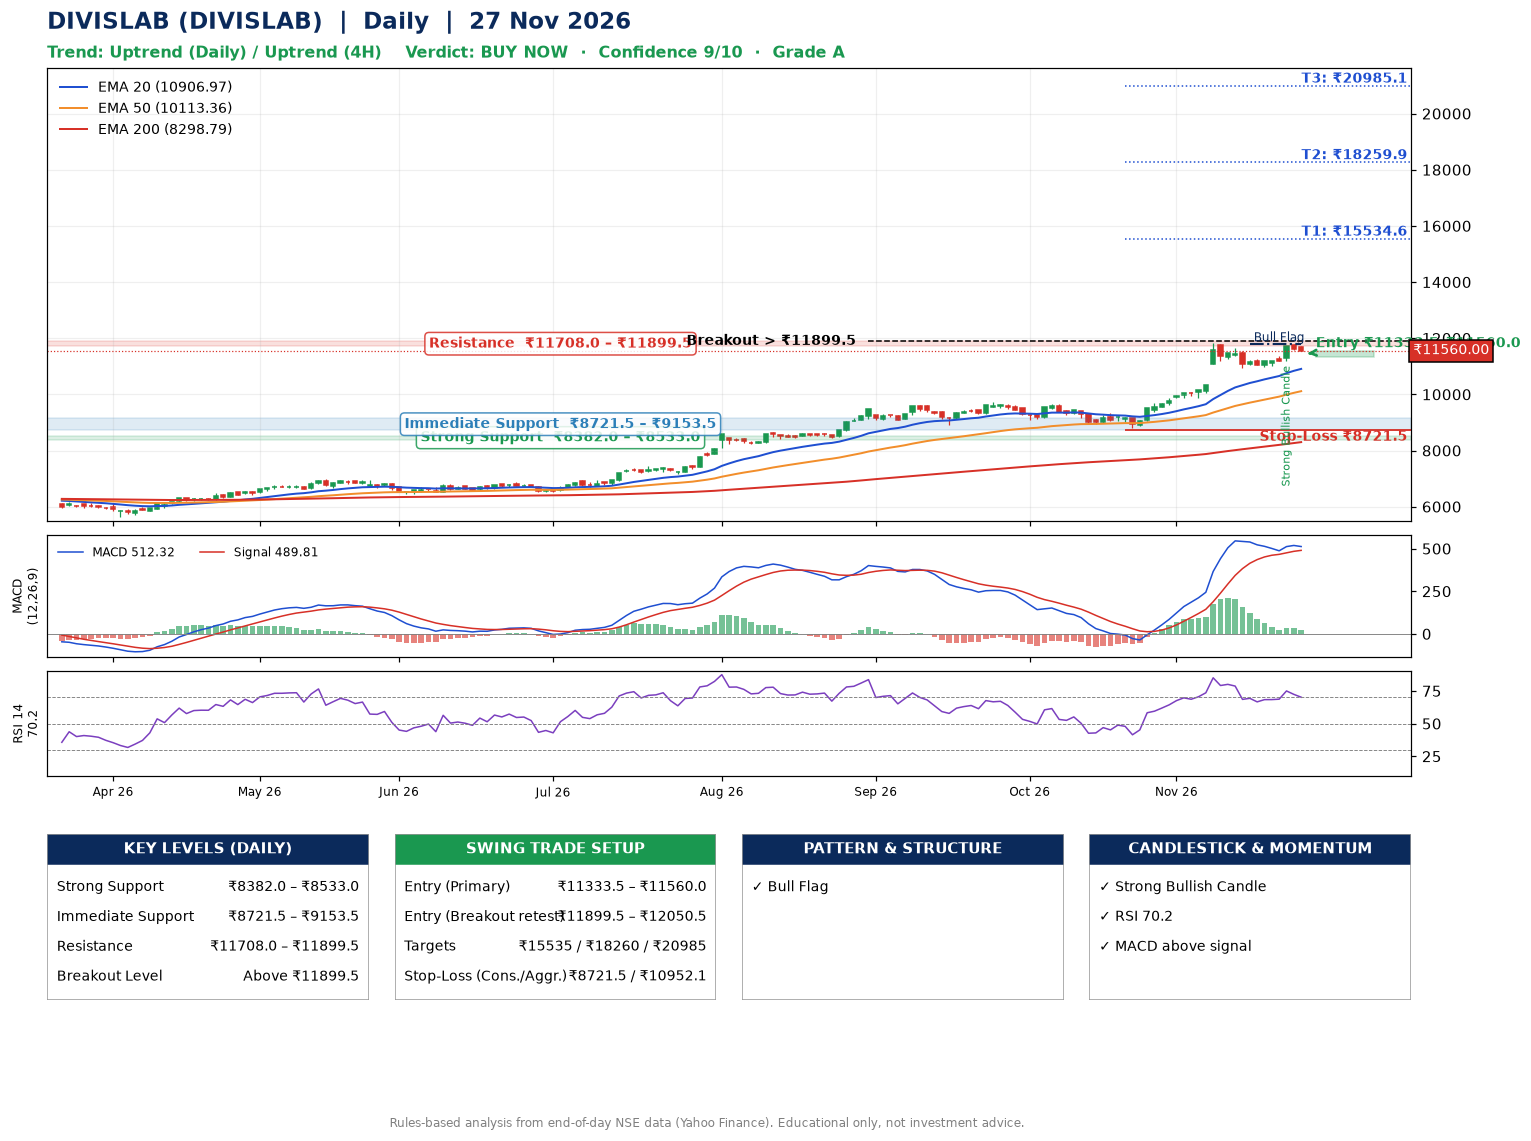 DIVISLAB (DIVISLAB) | Daily | 27 Nov 2026
Trend: Uptrend (Daily) / Uptrend (4H) Verdict: BUY NOW · Confidence 9/10 · Grade A
EMA 20 (10906.97)
EMA 50 (10113.36)
EMA 200 (8298.79)
T3: ₹20985.1
T2: ₹18259.9
T1: ₹15534.6
20000
18000
16000
14000
12000
10000
8000
6000
Resistance ₹11708.0 – ₹11899.5
Breakout > ₹11899.5
Bull Flag
Entry
₹11560.00
Immediate Support ₹8721.5 – ₹9153.5
Strong Support ₹8382.0 – ₹8533.0
Stop-Loss ₹8721.5
Strong Bullish Candle
MACD 512.32 Signal 489.81
MACD
(12,26,9)
500
250
0
RSI 14
70.2
75
50
25
Apr 26 May 26 Jun 26 Jul 26 Aug 26 Sep 26 Oct 26 Nov 26
KEY LEVELS (DAILY)
Strong Support ₹8382.0 – ₹8533.0
Immediate Support ₹8721.5 – ₹9153.5
Resistance ₹11708.0 – ₹11899.5
Breakout Level Above ₹11899.5
SWING TRADE SETUP
Entry (Primary) ₹11333.5 – ₹11560.0
Entry (Breakout retest) ₹11899.5 – ₹12050.5
Targets ₹15535 / ₹18260 / ₹20985
Stop-Loss (Cons./Aggr.) ₹8721.5 / ₹10952.1
PATTERN & STRUCTURE
✓ Bull Flag
CANDLESTICK & MOMENTUM
✓ Strong Bullish Candle
✓ RSI 70.2
✓ MACD above signal
Rules-based analysis from end-of-day NSE data (Yahoo Finance). Educational only, not investment advice.